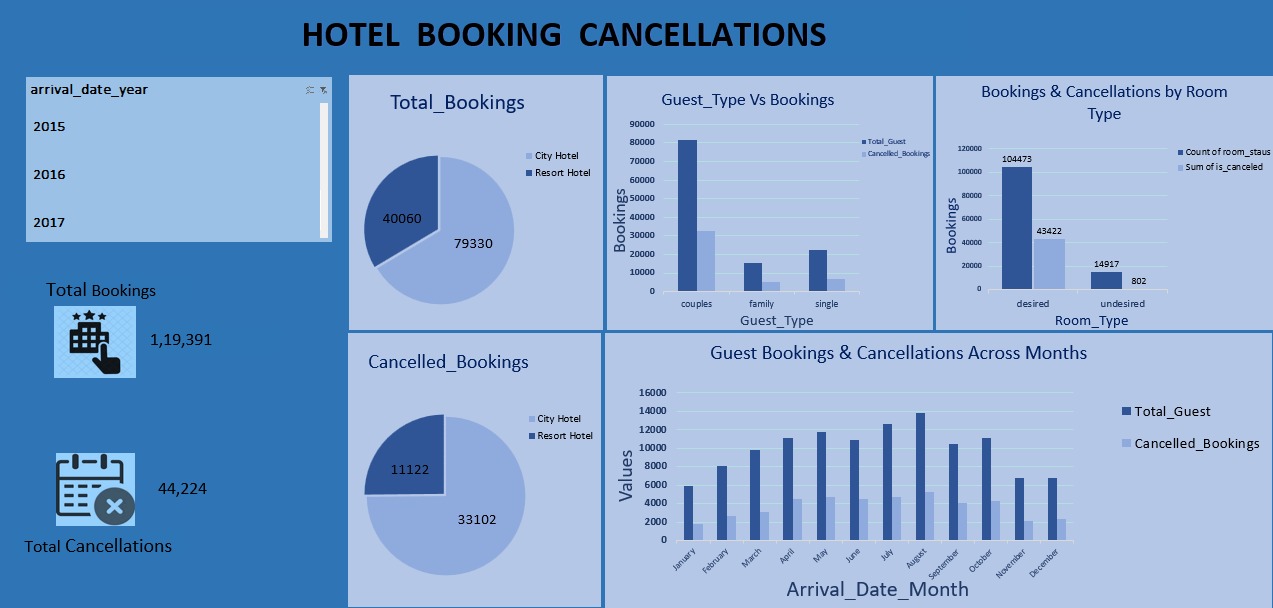 HOTEL BOOKING CANCELLATIONS
arrival_date_year
2015
2016
2017
Total Bookings
1,19,391
44,224
Total Cancellations
Total_Bookings
City Hotel
Resort Hotel
40060
79330
Guest_Type Vs Bookings
90000
80000
70000
60000
50000
40000
30000
20000
10000
0
Bookings
Total_Guest
Cancelled_Bookings
couples family single
Guest_Type
Bookings & Cancellations by Room
Type
120000
100000
80000
60000
40000
20000
0
Bookings
104473
43422
14917
802
Count of room_staus
Sum of is_canceled
desired undesired
Room_Type
Cancelled_Bookings
City Hotel
Resort Hotel
11122
33102
Guest Bookings & Cancellations Across Months
16000
14000
12000
10000
8000
6000
4000
2000
0
Values
Total_Guest
Cancelled_Bookings
January February March April May June July August September October November December
Arrival_Date_Month